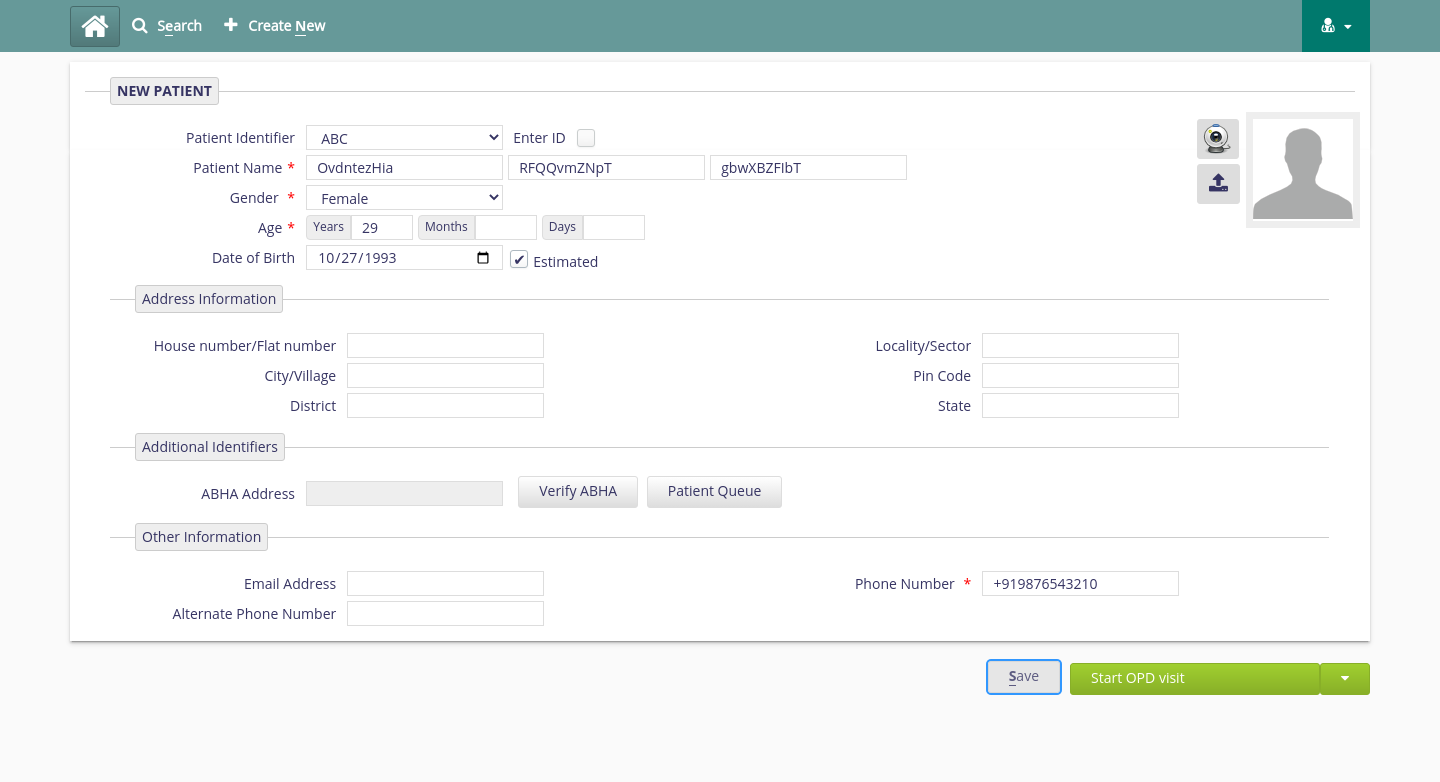 Search Create New
NEW PATIENT
Patient Identifier ABC Enter ID
Patient Name * OvdntezHia RFQQvmZNpT gbwXBZFIbT
Gender * Female
Age * Years 29 Months Days
Date of Birth 10/27/1993 Estimated
Address Information
House number/Flat number Locality/Sector
City/Village Pin Code
District State
Additional Identifiers
ABHA Address Verify ABHA Patient Queue
Other Information
Email Address Phone Number * +919876543210
Alternate Phone Number
Save Start OPD visit